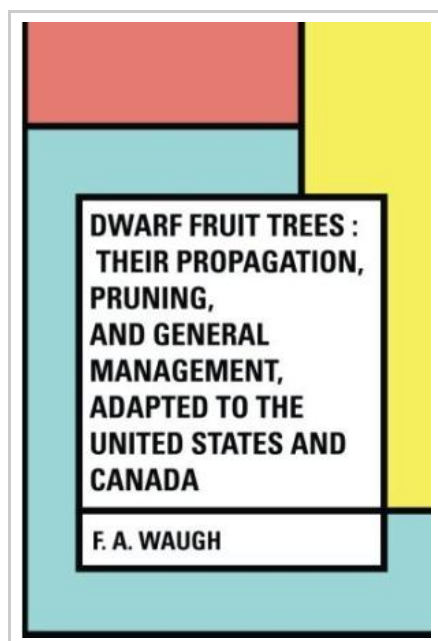 DWARF FRUIT TREES :
THEIR PROPAGATION,
PRUNING,
AND GENERAL
MANAGEMENT,
ADAPTED TO THE
UNITED STATES AND
CANADA
F. A. WAUGH